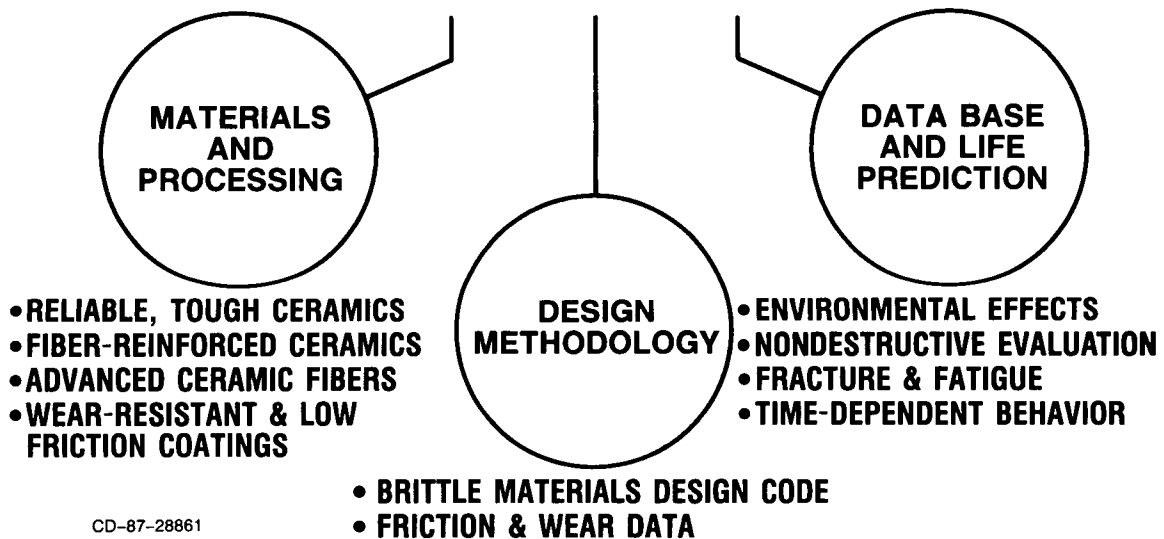 MATERIALS
AND
PROCESSING
• RELIABLE, TOUGH CERAMICS
• FIBER-REINFORCED CERAMICS
• ADVANCED CERAMIC FIBERS
• WEAR-RESISTANT & LOW
FRICTION COATINGS
DESIGN
METHODOLOGY
• BRITTLE MATERIALS DESIGN CODE
• FRICTION & WEAR DATA
DATA BASE
AND LIFE
PREDICTION
• ENVIRONMENTAL EFFECTS
• NONDESTRUCTIVE EVALUATION
• FRACTURE & FATIGUE
• TIME-DEPENDENT BEHAVIOR
CD-87-28861